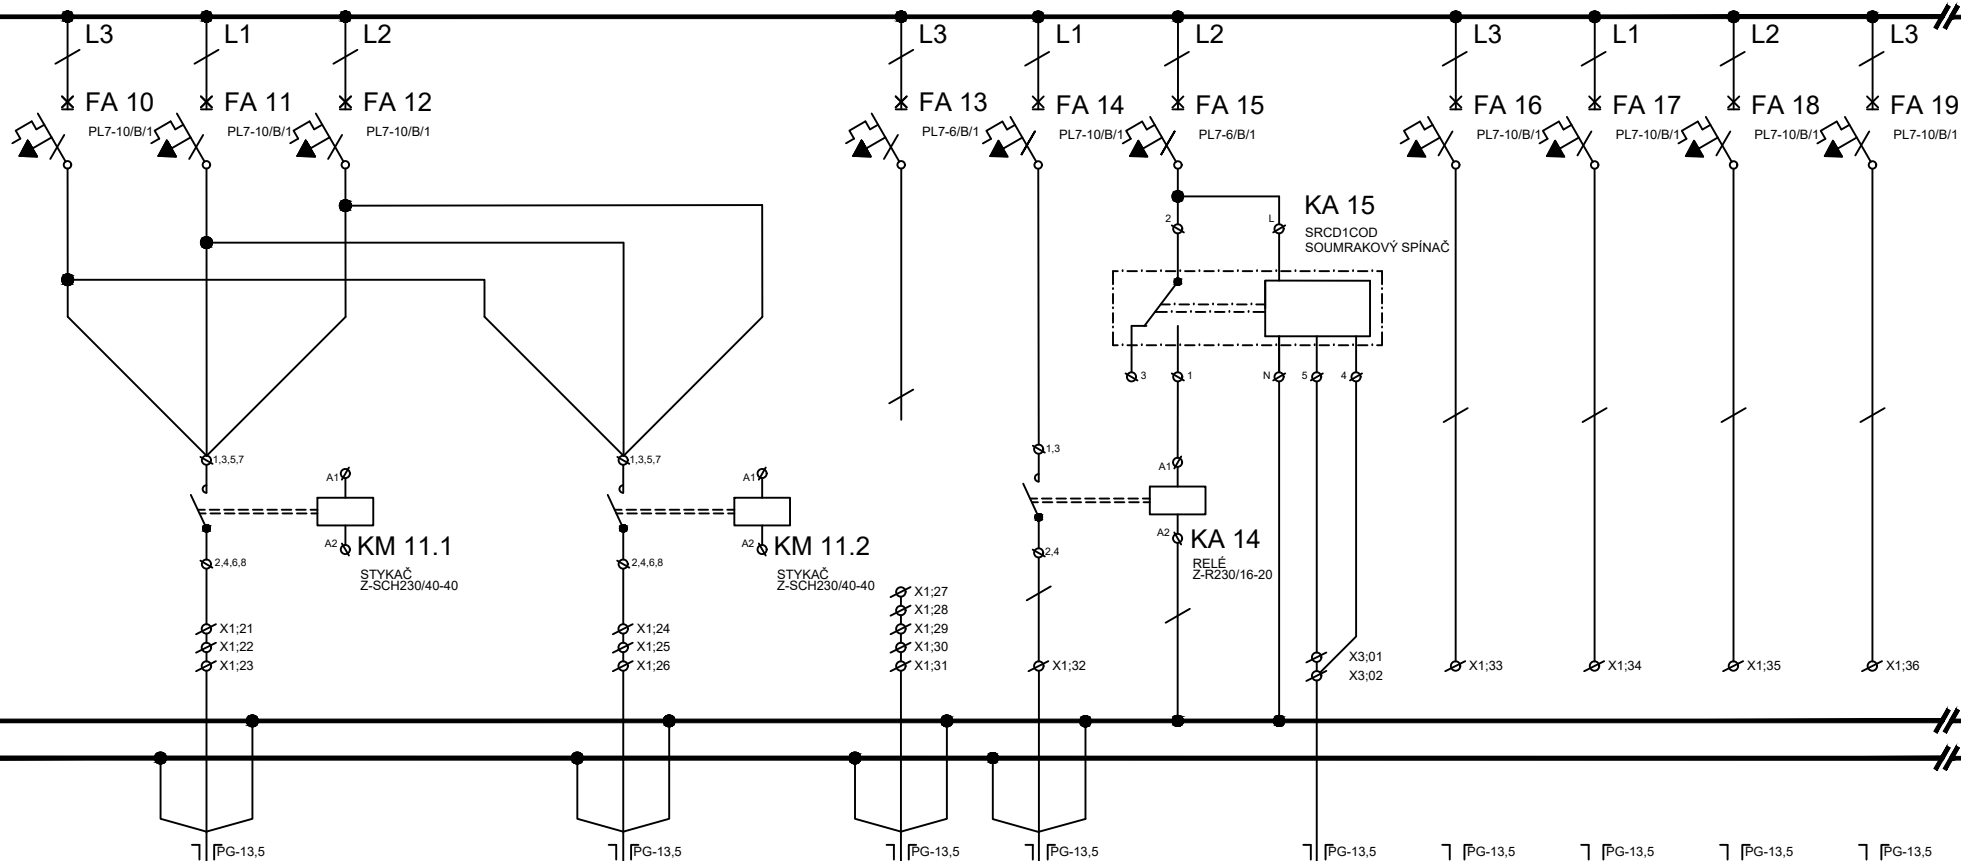 L3 L1 L2 L3 L1 L2 L3 L1 L2 L3
FA 10 FA 11 FA 12 FA 13 FA 14 FA 15 FA 16 FA 17 FA 18 FA 19
PL7-10/B/1 PL7-10/B/1 PL7-10/B/1 PL7-6/B/1 PL7-10/B/1 PL7-6/B/1 PL7-10/B/1 PL7-10/B/1 PL7-10/B/1 PL7-10/B/1
KA 15
2 L
SRCD1COD
SOUMRAKOVÝ SPÍNAČ
3 1 N 5 4
1,3,5,7 1,3,5,7 1,3
A1 A1 A1
A2 KM 11.1 A2 KM 11.2 A2 KA 14
2,4,6,8 2,4,6,8 2,4
STYKAČ
Z-SCH230/40-40
STYKAČ
Z-SCH230/40-40
RELÉ
Z-R230/16-20
X1;27
X1;28
X1;21 X1;24 X1;29
X1;22 X1;25 X1;30
X1;23 X1;26 X1;31 X1;32 X1;33 X1;34 X1;35 X1;36
X3;01
X3;02
PG-13,5 PG-13,5 PG-13,5 PG-13,5 PG-13,5 PG-13,5 PG-13,5 PG-13,5 PG-13,5